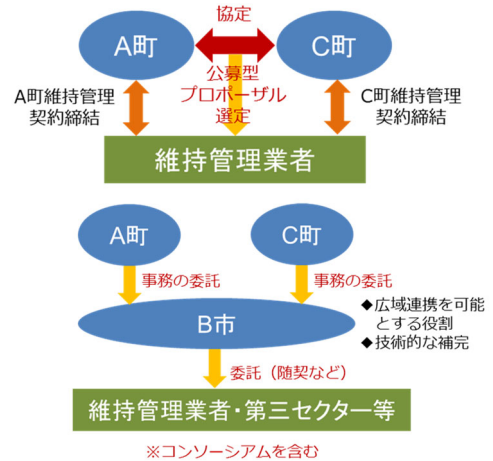 協定
A町
C町
公募型
プロポーザル
選定
A町維持管理
契約締結
C町維持管理
契約締結
維持管理業者
A町
C町
事務の委託
事務の委託
B市
◆広域連携を可能
とする役割
◆技術的な補完
委託（随契など）
維持管理業者・第三セクター等
※コンソーシアムを含む